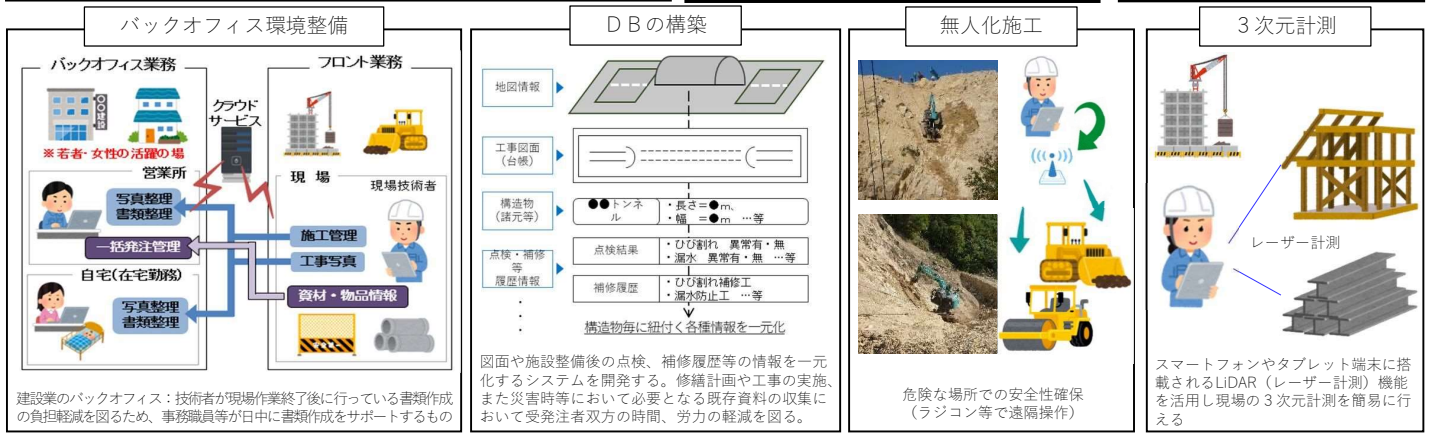 バックオフィス環境整備
バックオフィス業務
フロント業務
〇〇建設
クラウド
サービス
※若者・女性の活躍の場
営業所
写真整理
書類整理
一括発注管理
自宅(在宅勤務)
写真整理
書類整理
現 場
現場技術者
施工管理
工事写真
資材・物品情報
建設業のバックオフィス：技術者が現場作業終了後に行っている書類作成
の負担軽減を図るため、事務職員等が日中に書類作成をサポートするもの
ＤＢの構築
地図情報
工事図面
（台帳）
構造物
（諸元等）
●●トンネ
ル
・長さ＝●m、
・幅　＝●m　…等
点検・補修
等
履歴情報
点検結果
・ひび割れ　異常有・無
・漏水　異常有・無　…等
補修履歴
・ひび割れ補修工
・漏水防止工　…等
・
・
・
構造物毎に紐付く各種情報を一元化
図面や施設整備後の点検、補修履歴等の情報を一元
化するシステムを開発する。修繕計画や工事の実施、
また災害時等において必要となる既存資料の収集に
おいて受発注者双方の時間、労力の軽減を図る。
無人化施工
危険な場所での安全性確保
（ラジコン等で遠隔操作）
３次元計測
レーザー計測
スマートフォンやタブレット端末に搭
載されるLiDAR（レーザー計測）機能
を活用し現場の３次元計測を簡易に行
える